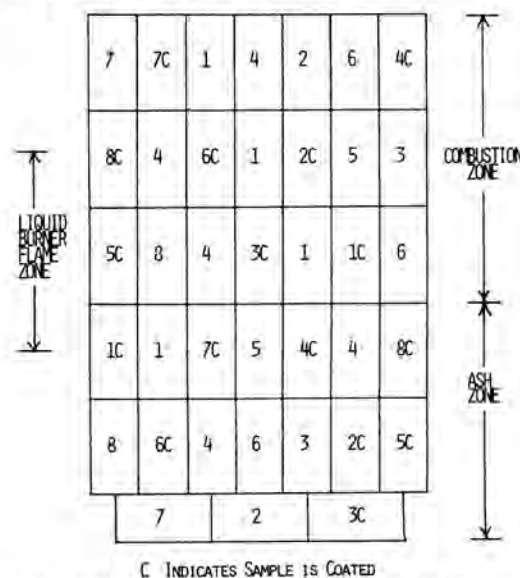 7 7C 1 4 2 6 4C
8C 4 6C 1 2C 5 3
COMBUSTION
ZONE
LIQUID
BURNER
FLAME
ZONE
5C 8 4 3C 1 1C 6
1C 1 7C 5 4C 4 8C
ASH
ZONE
8 6C 4 6 3 2C 5C
7 2 3C
C INDICATES SAMPLE IS COATED